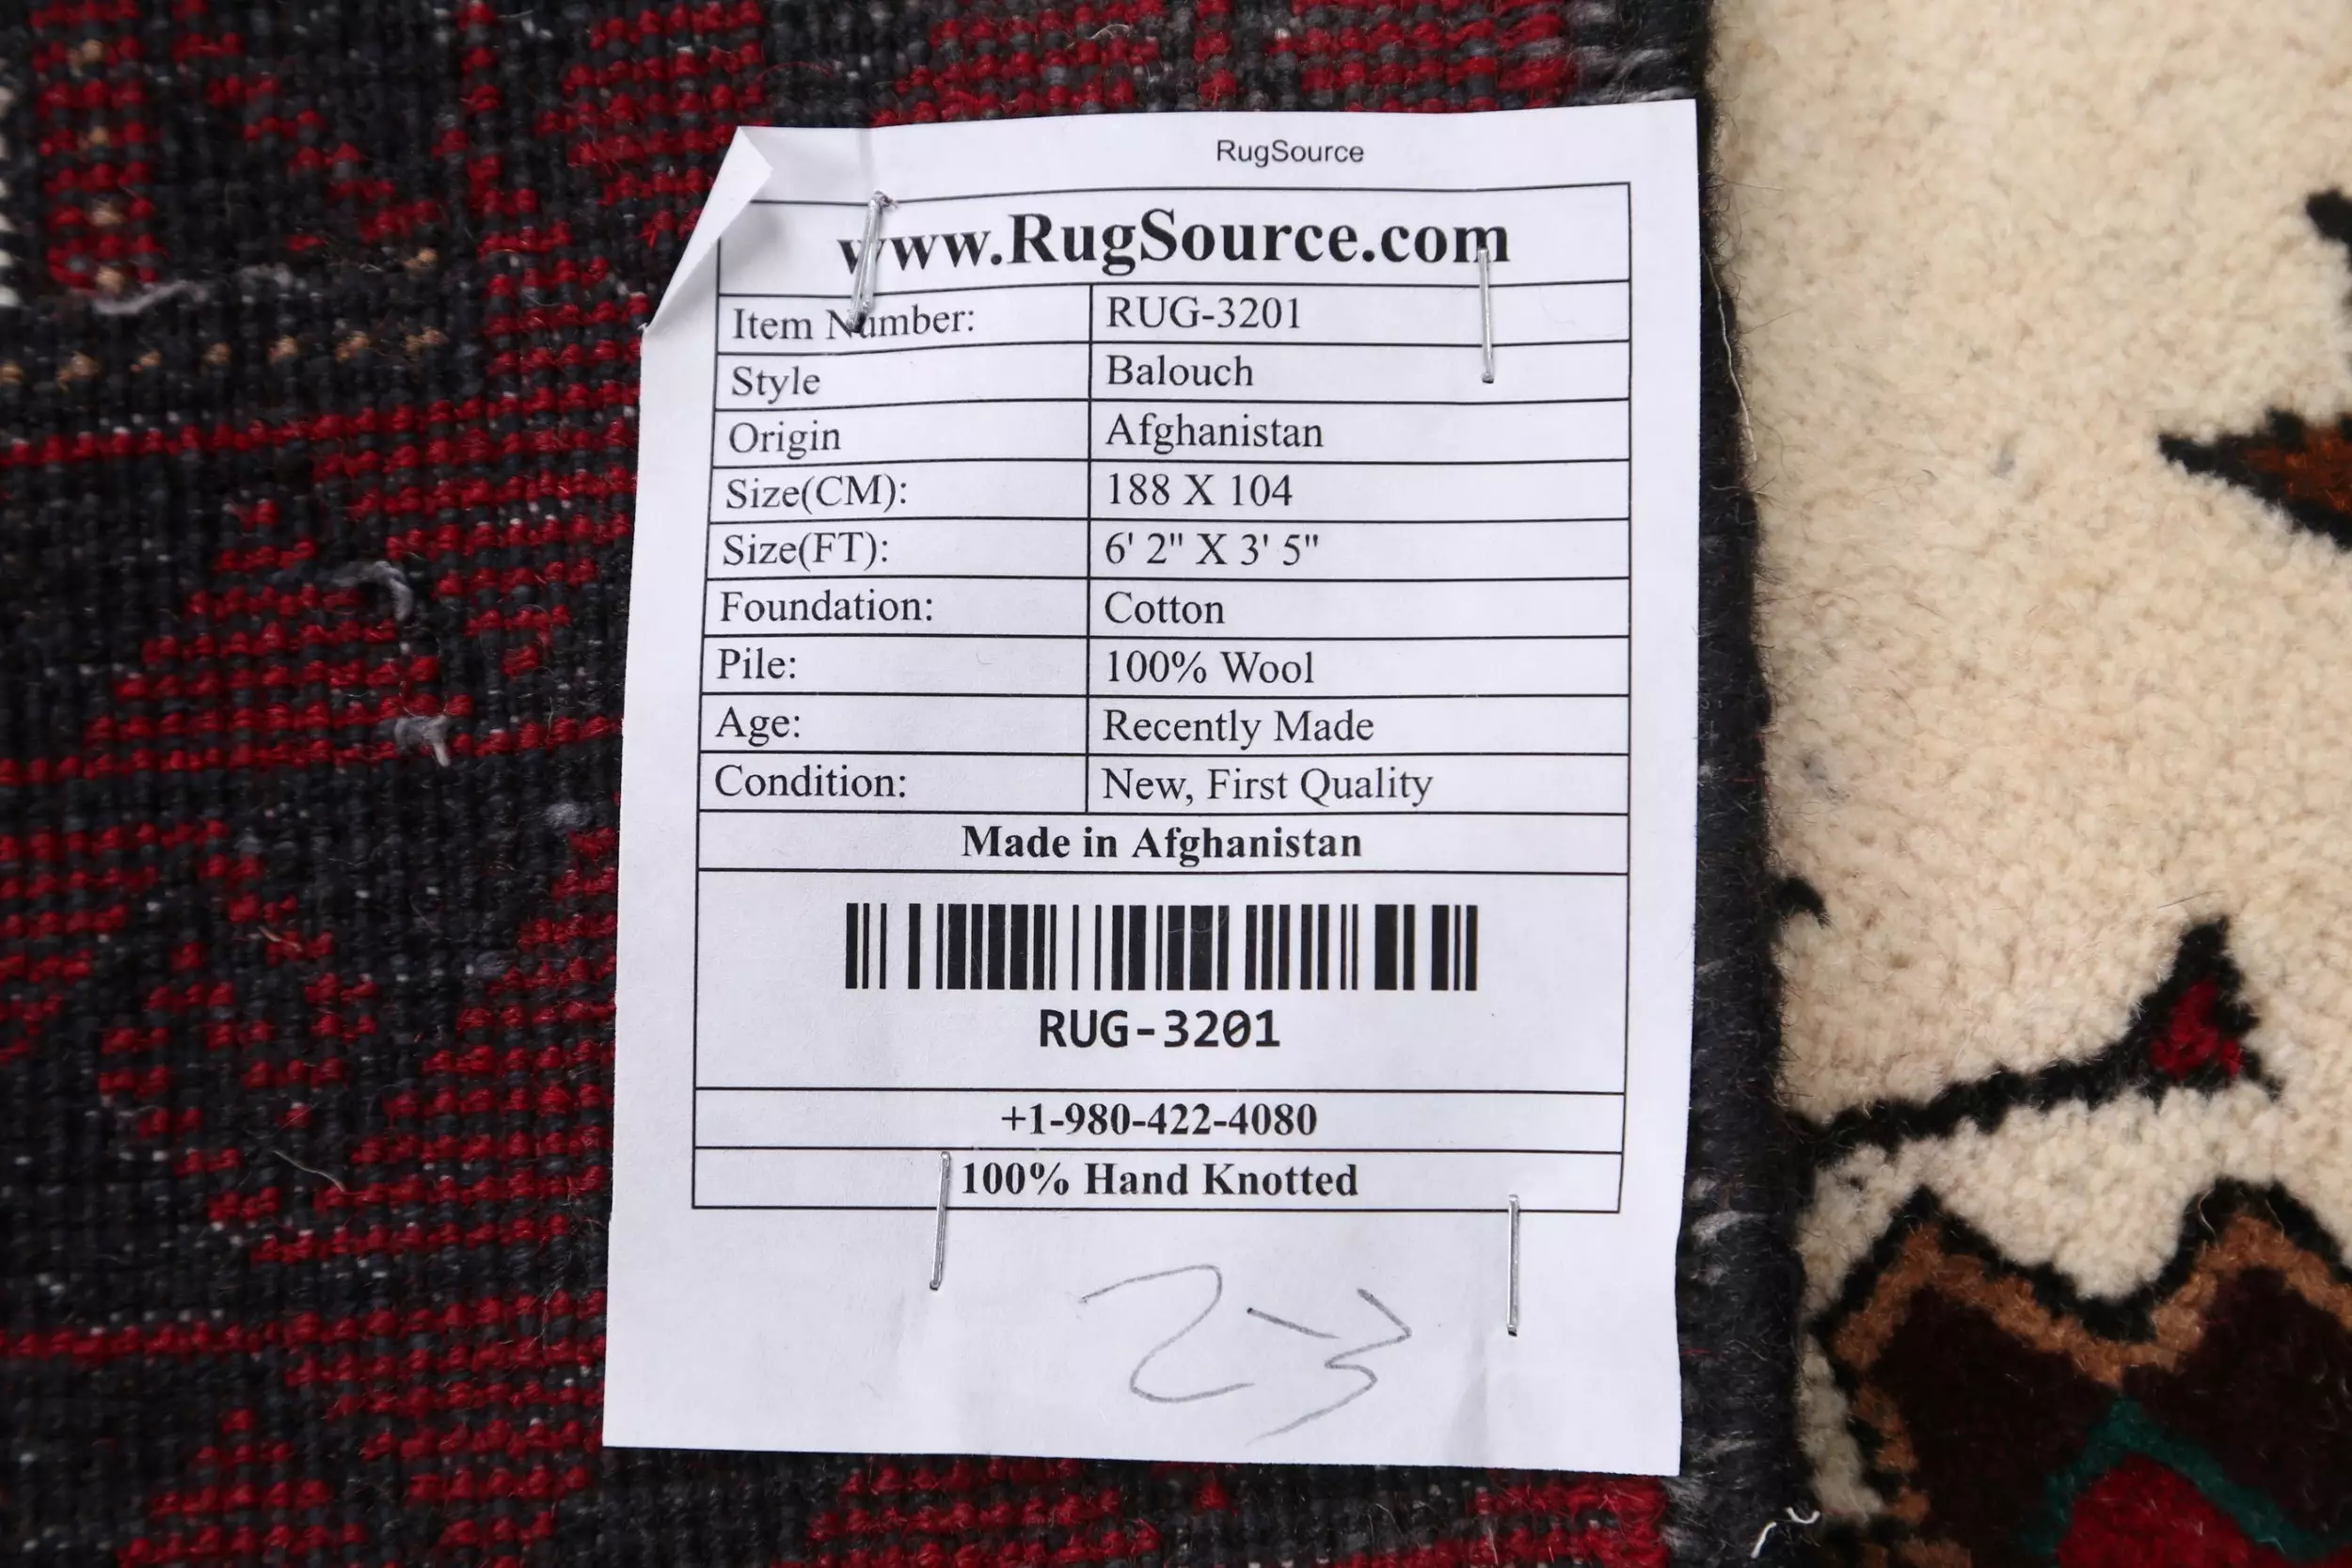 RugSource
www.RugSource.com
Item Number: RUG-3201
Style Balouch
Origin Afghanistan
Size(CM): 188 X 104
Size(FT): 6' 2" X 3' 5"
Foundation: Cotton
Pile: 100% Wool
Age: Recently Made
Condition: New, First Quality
Made in Afghanistan
RUG-3201
+1-980-422-4080
100% Hand Knotted